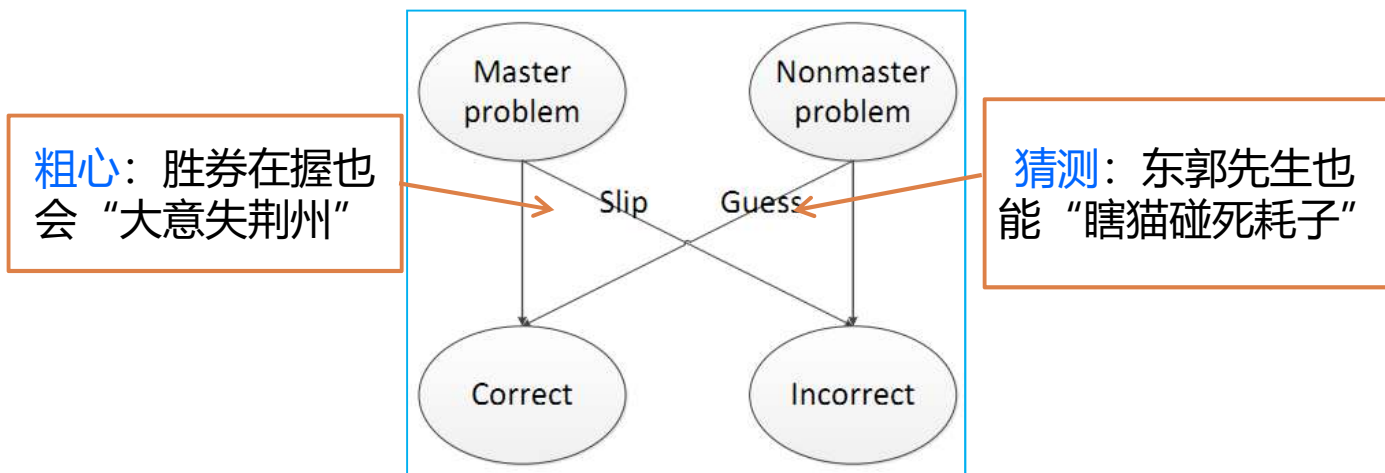 Master
problem
Nonmaster
problem
粗心：胜券在握也
会“大意失荆州”
Slip
Guess
猜测：东郭先生也
能“瞎猫碰死耗子”
Correct
Incorrect